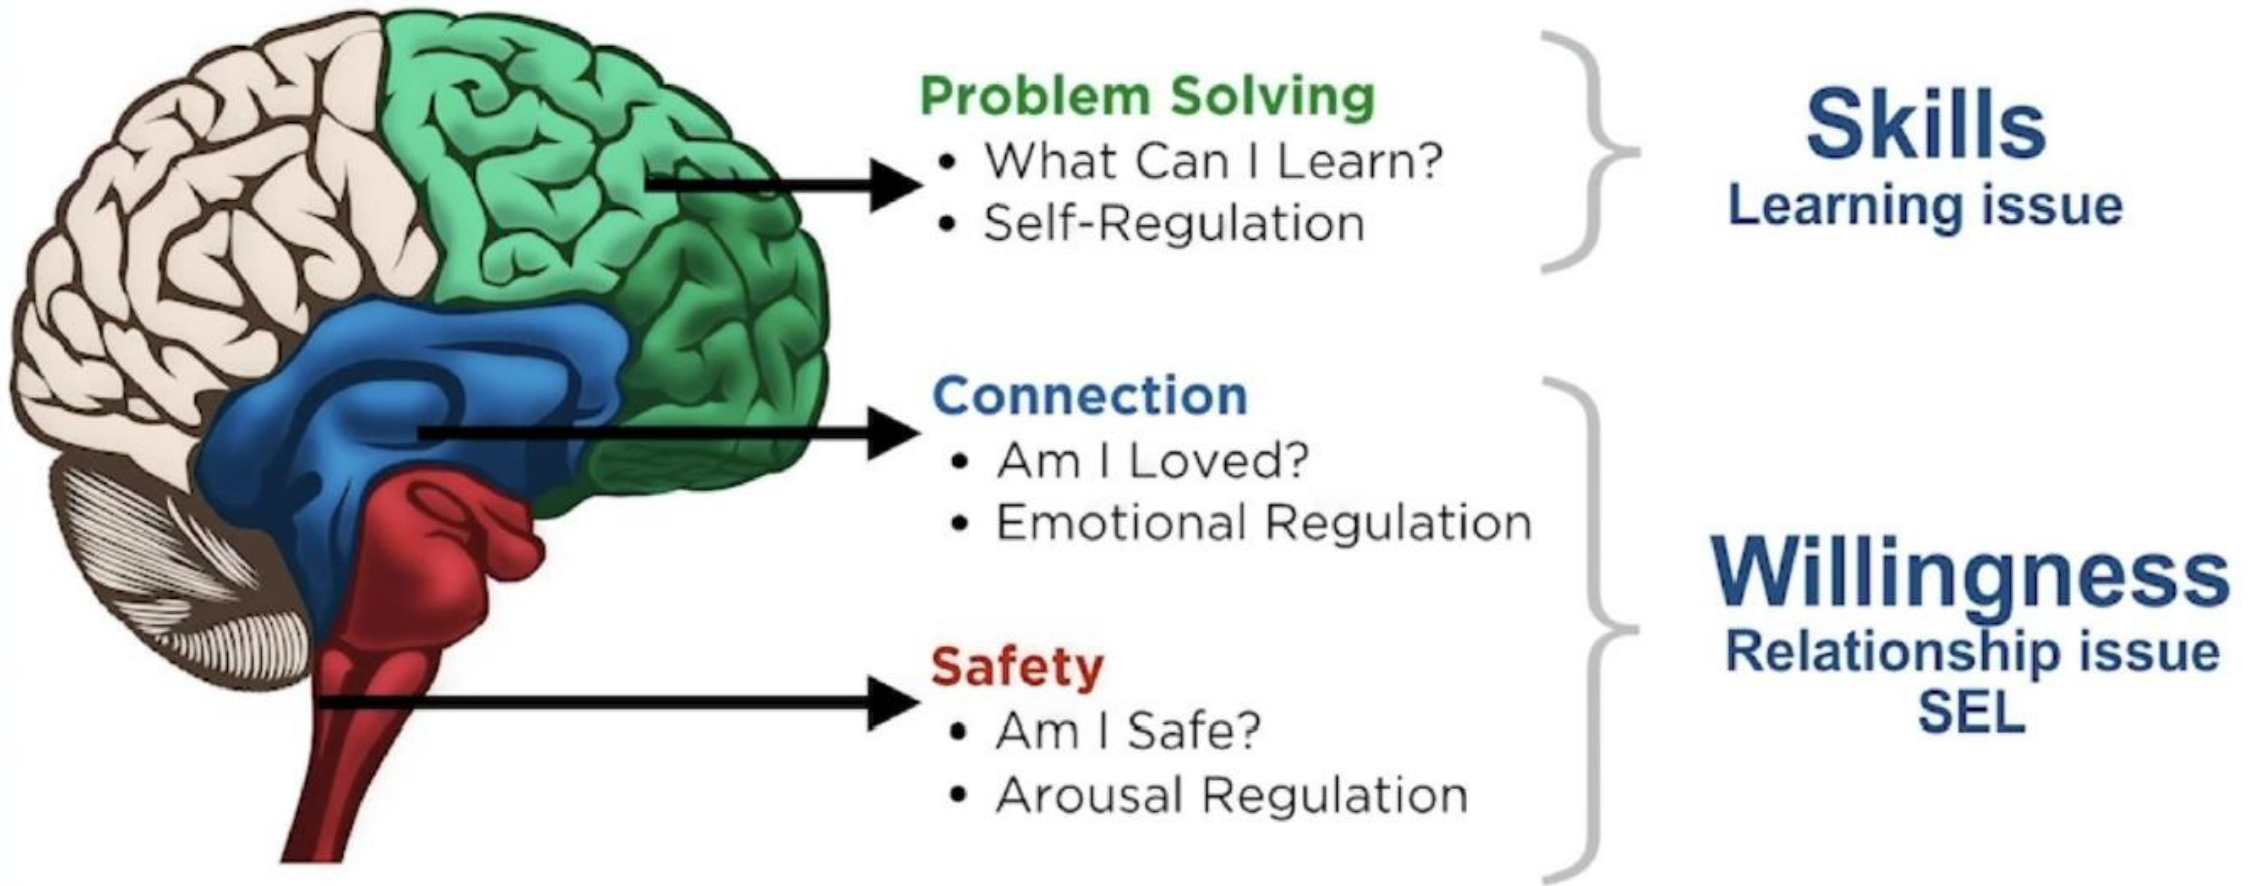 Problem Solving
• What Can I Learn?
• Self-Regulation
Skills
Learning issue
Connection
• Am I Loved?
• Emotional Regulation
Safety
• Am I Safe?
• Arousal Regulation
Willingness
Relationship issue
SEL